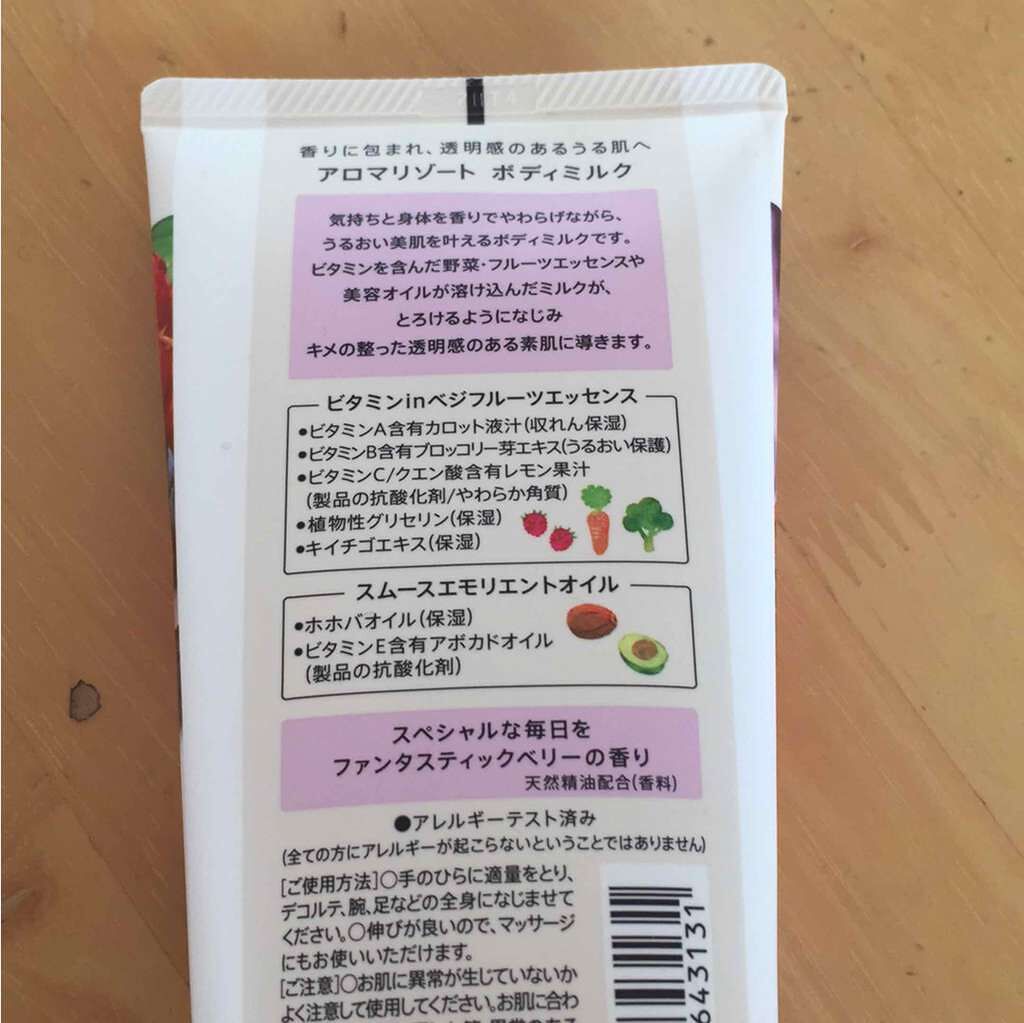 香りに包まれ、透明感のあるうる肌へ
アロマリゾート ボディミルク
気持ちと身体を香りでやわらげながら、
うるおい美肌を叶えるボディミルクです。
ビタミンを含んだ野菜・フルーツエッセンスや
美容オイルが溶け込んだミルクが、
とろけるようになじみ
キメの整った透明感のある素肌に導きます。
ビタミンinベジフルーツエッセンス
●ビタミンA含有カロット液汁(収れん保湿)
●ビタミンB含有ブロッコリー芽エキス(うるおい保護)
●ビタミンC/クエン酸含有レモン果汁
(製品の抗酸化剤/やわらか角質)
●植物性グリセリン(保湿)
●キイチゴエキス(保湿)
スムースエモリエントオイル
●ホホバオイル(保湿)
●ビタミンE含有アボカドオイル
(製品の抗酸化剤)
スペシャルな毎日を
ファンタスティックベリーの香り
天然精油配合(香料)
●アレルギーテスト済み
(全ての方にアレルギーが起こらないということではありません)
[ご使用方法]○手のひらに適量をとり、
デコルテ、腕、足などの全身になじませて
ください。○伸びが良いので、マッサージ
にもお使いいただけます。
[ご注意]○お肌に異常が生じていないか
よく注意して使用してください。お肌に合わ
643131